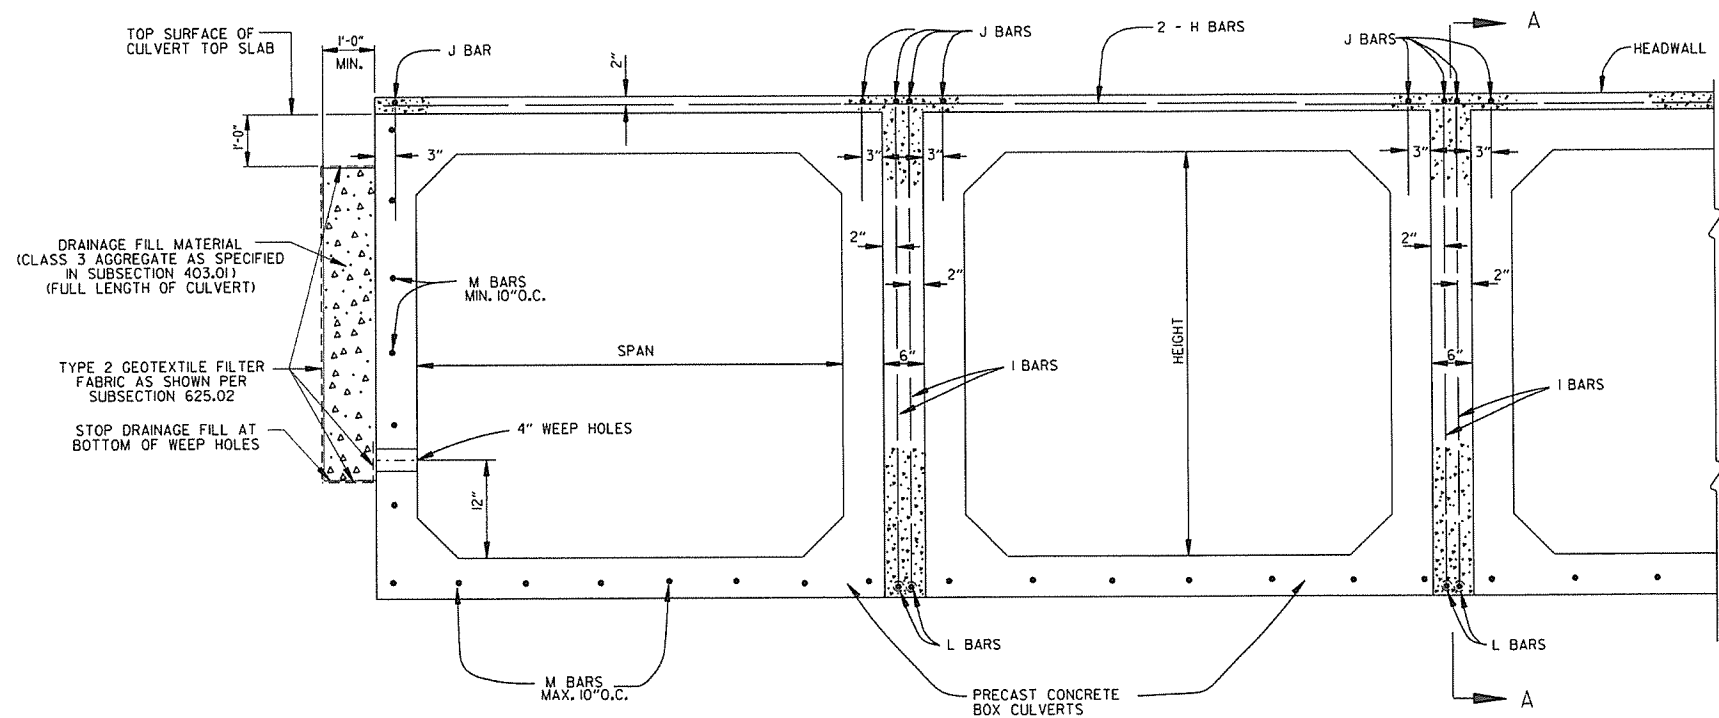 TOP SURFACE OF
CULVERT TOP SLAB
1'-0"
MIN.
J BAR
2"
J BARS
2 - H BARS
J BARS
A
HEADWALL
1'-0"
3"
3"
3"
3"
3"
DRAINAGE FILL MATERIAL
(CLASS 3 AGGREGATE AS SPECIFIED
IN SUBSECTION 403.01)
(FULL LENGTH OF CULVERT)
M BARS
MIN. 10"O.C.
2"
2"
2"
2"
SPAN
HEIGHT
6"
6"
TYPE 2 GEOTEXTILE FILTER
FABRIC AS SHOWN PER
SUBSECTION 625.02
I BARS
I BARS
STOP DRAINAGE FILL AT
BOTTOM OF WEEP HOLES
4" WEEP HOLES
12"
L BARS
L BARS
M BARS
MAX. 10"O.C.
PRECAST CONCRETE
BOX CULVERTS
A